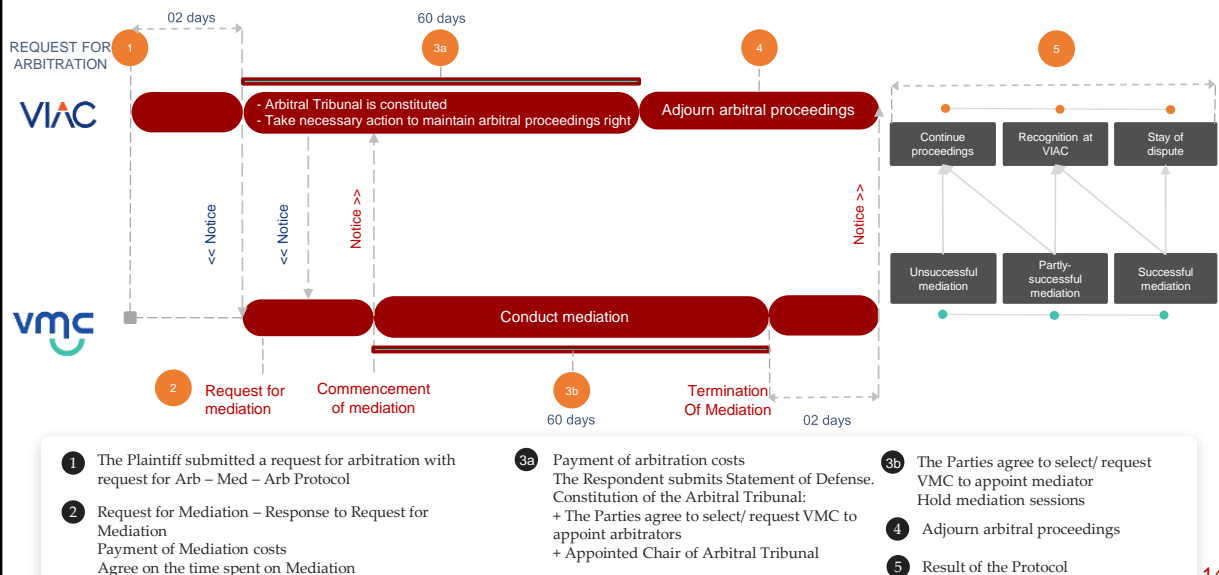 02 days
60 days
REQUEST FOR
ARBITRATION
1
3a
4
5
VIAC
- Arbitral Tribunal is constituted
- Take necessary action to maintain arbitral proceedings right
Adjourn arbitral proceedings
Continue
proceedings
Recognition at
VIAC
Stay of
dispute
<< Notice
<< Notice
Notice >>
Notice >>
Unsuccessful
mediation
Partly-
successful
mediation
Successful
mediation
vmc
Conduct mediation
2
Request for
mediation
Commencement
of mediation
3b
60 days
Termination
Of Mediation
02 days
1 The Plaintiff submitted a request for arbitration with
request for Arb – Med – Arb Protocol
2 Request for Mediation – Response to Request for
Mediation
Payment of Mediation costs
Agree on the time spent on Mediation
3a Payment of arbitration costs
The Respondent submits Statement of Defense.
Constitution of the Arbitral Tribunal:
+ The Parties agree to select/ request VMC to
appoint arbitrators
+ Appointed Chair of Arbitral Tribunal
3b The Parties agree to select/ request
VMC to appoint mediator
Hold mediation sessions
4 Adjourn arbitral proceedings
5 Result of the Protocol